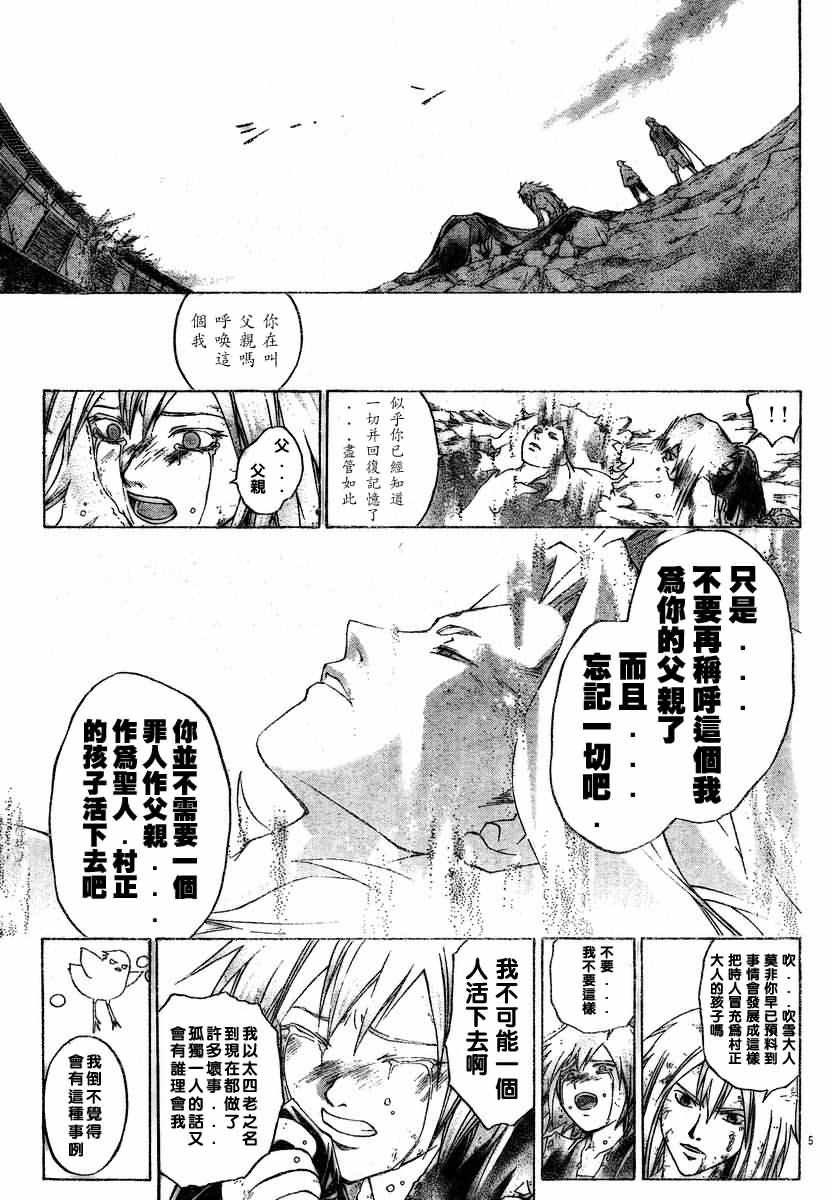 你在叫
父親嗎
呼喚這
個我
!!
似乎你已經知道
一切并回復記憶了
...盡管如此
父...
父親
只是...
不要再稱呼這個我
爲你的父親了
而且...
忘記一切吧.
你並不需要一個
罪人作父親...
作爲聖人.村正
的孩子活下去吧
吹...吹雪大人
莫非你早已預料到
事情會發展成這樣
把時人冒充爲村正
大人的孩子嗎
不要...
我不要這樣
我不可能一個
人活下去啊
我以太四老之名
到現在都做了
許多壞事...
孤獨一人的話又
會有誰理會我
我倒不覺得
會有這種事咧
5